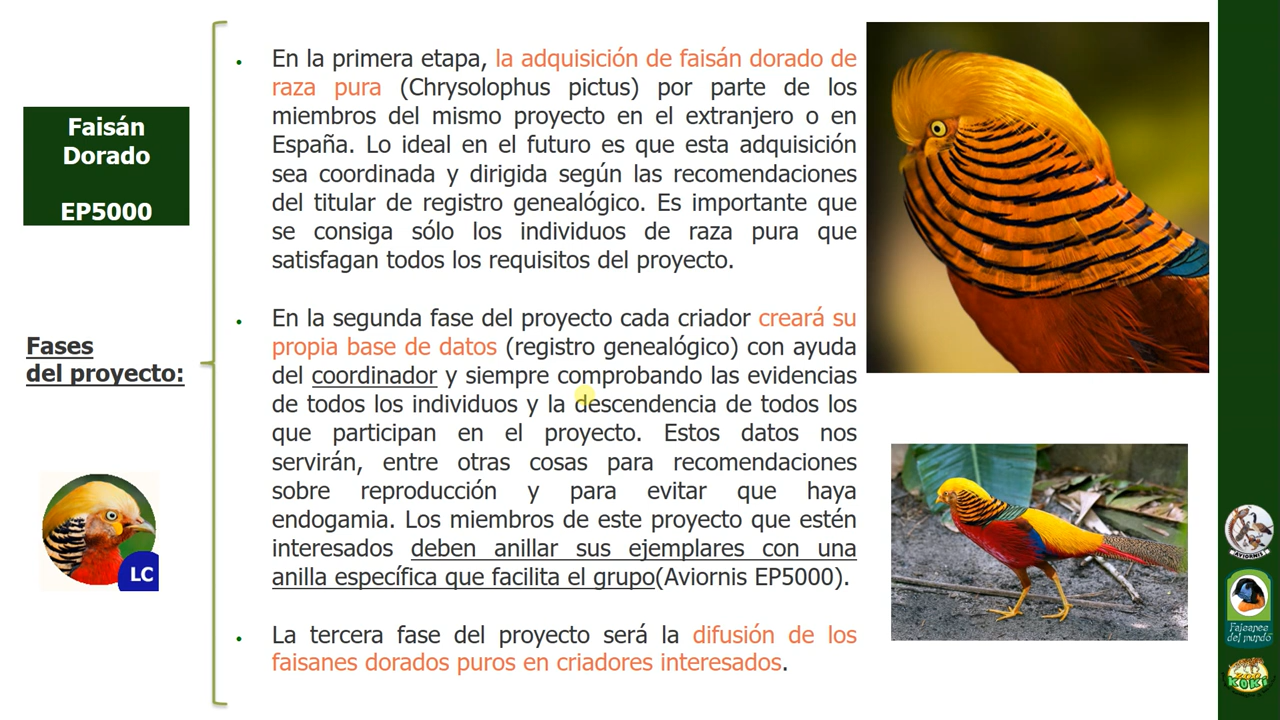 Faisán
Dorado
EP5000
Fases
del proyecto:
LC
• En la primera etapa, la adquisición de faisán dorado de
raza pura (Chrysolophus pictus) por parte de los
miembros del mismo proyecto en el extranjero o en
España. Lo ideal en el futuro es que esta adquisición
sea coordinada y dirigida según las recomendaciones
del titular de registro genealógico. Es importante que
se consiga sólo los individuos de raza pura que
satisfagan todos los requisitos del proyecto.
• En la segunda fase del proyecto cada criador creará su
propia base de datos (registro genealógico) con ayuda
del coordinador y siempre comprobando las evidencias
de todos los individuos y la descendencia de todos los
que participan en el proyecto. Estos datos nos
servirán, entre otras cosas para recomendaciones
sobre reproducción y para evitar que haya
endogamia. Los miembros de este proyecto que estén
interesados deben anillar sus ejemplares con una
anilla específica que facilita el grupo(Aviornis EP5000).
• La tercera fase del proyecto será la difusión de los
faisanes dorados puros en criadores interesados.
AVIORNIS
Faisanes
del mundo
KOKI